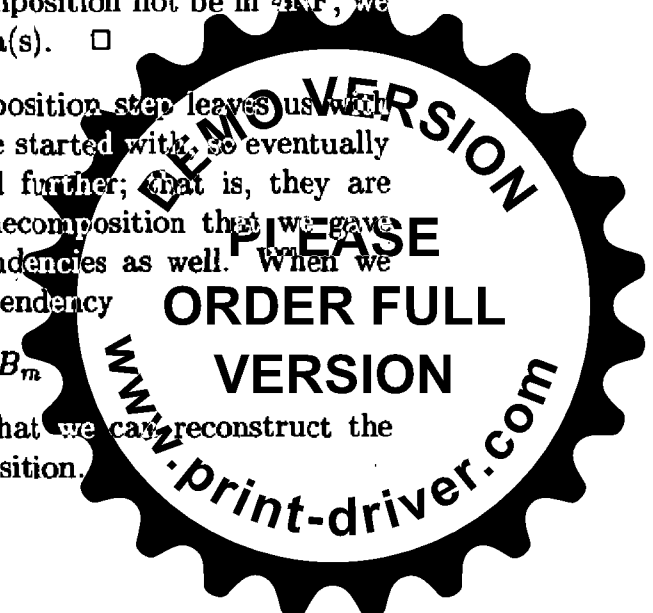 mposition not be in 4NF, we
a(s). □
position step leaves us with
e started with, so eventually
d further; that is, they are
decomposition that we gave
ndencies as well. When we
endency
B_m
hat we can reconstruct the
sition.
DEMO VERSION
PLEASE
ORDER FULL
VERSION
www.print-driver.com